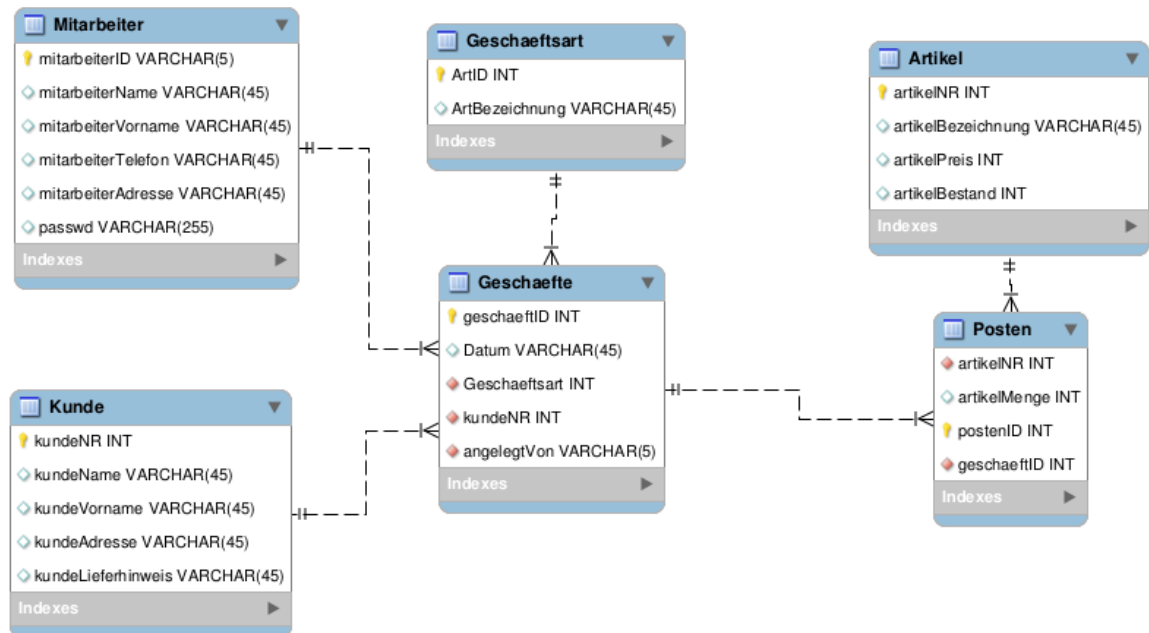 Mitarbeiter
mitarbeiterID VARCHAR(5)
mitarbeiterName VARCHAR(45)
mitarbeiterVorname VARCHAR(45)
mitarbeiterTelefon VARCHAR(45)
mitarbeiterAdresse VARCHAR(45)
passwd VARCHAR(255)
Indexes
Geschaeftsart
ArtID INT
ArtBezeichnung VARCHAR(45)
Indexes
Artikel
artikelNR INT
artikelBezeichnung VARCHAR(45)
artikelPreis INT
artikelBestand INT
Indexes
Geschaefte
geschaeftID INT
Datum VARCHAR(45)
Geschaeftsart INT
kundeNR INT
angelegtVon VARCHAR(5)
Indexes
Posten
artikelNR INT
artikelMenge INT
postenID INT
geschaeftID INT
Indexes
Kunde
kundeNR INT
kundeName VARCHAR(45)
kundeVorname VARCHAR(45)
kundeAdresse VARCHAR(45)
kundeLieferhinweis VARCHAR(45)
Indexes